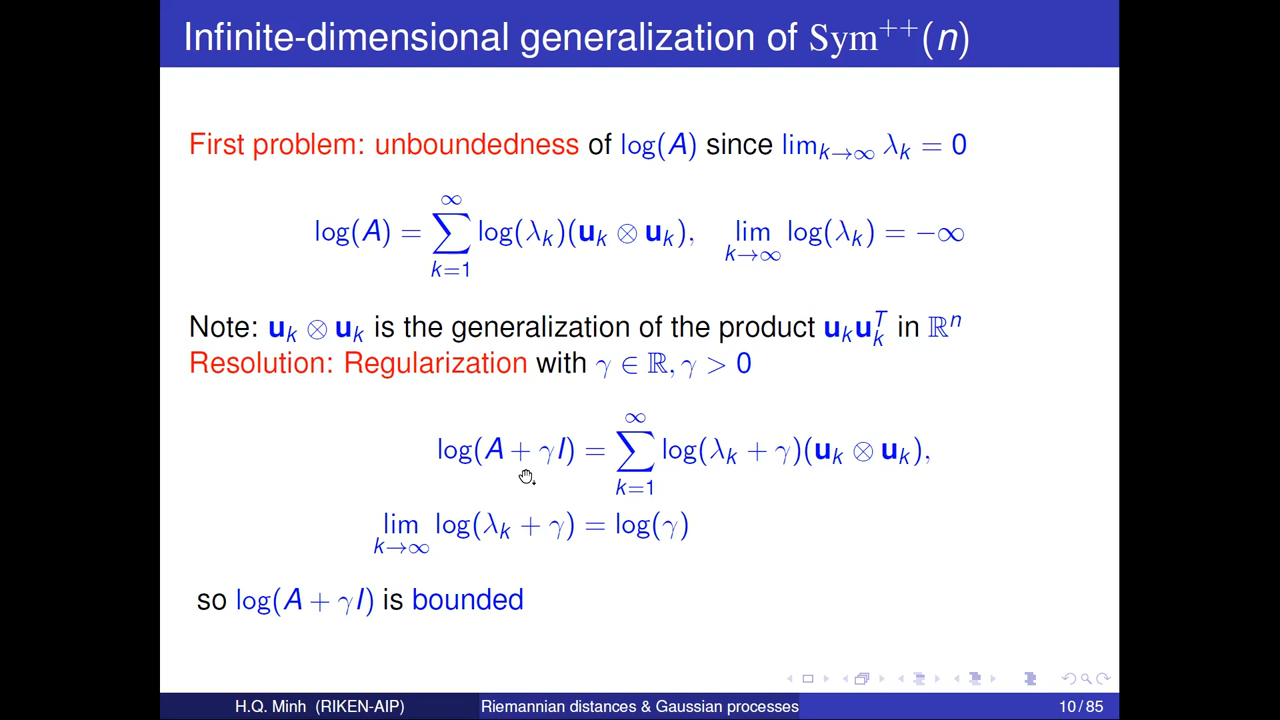 Infinite-dimensional generalization of Sym⁺⁺(n)
First problem: unboundedness of log(A) since lim_{k→∞} λ_k = 0
log(A) = ∑_{k=1}^{∞} log(λ_k)(u_k ⊗ u_k), lim_{k→∞} log(λ_k) = −∞
Note: u_k ⊗ u_k is the generalization of the product u_k u_k^T in ℝⁿ
Resolution: Regularization with γ ∈ ℝ, γ > 0
log(A + γI) = ∑_{k=1}^{∞} log(λ_k + γ)(u_k ⊗ u_k),
lim_{k→∞} log(λ_k + γ) = log(γ)
so log(A + γI) is bounded
H.Q. Minh (RIKEN-AIP) Riemannian distances & Gaussian processes 10 / 85